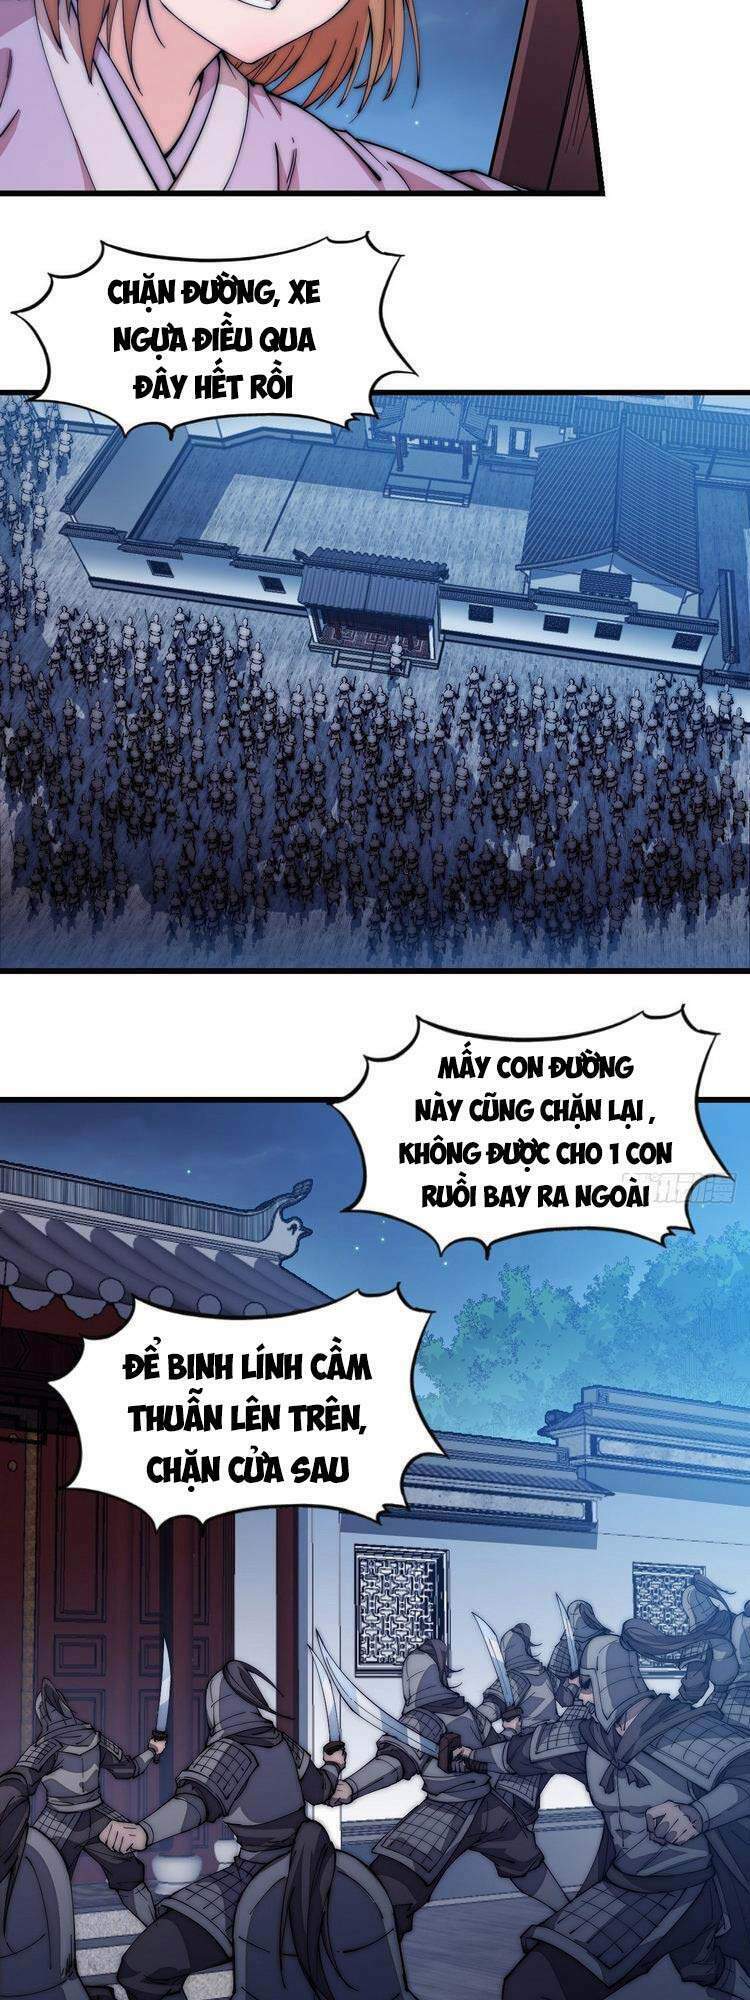 CHẶN ĐƯỜNG, XE
NGỰA ĐIỀU QUA
ĐÂY HẾT RỒI
MẤY CON ĐƯỜNG
NÀY CŨNG CHẶN LẠI ,
KHÔNG ĐƯỢC CHO 1 CON
RUỒI BAY RA NGOÀI
ĐỂ BINH LÍNH CẦM
THUẪN LÊN TRÊN,
CHẶN CỬA SAU